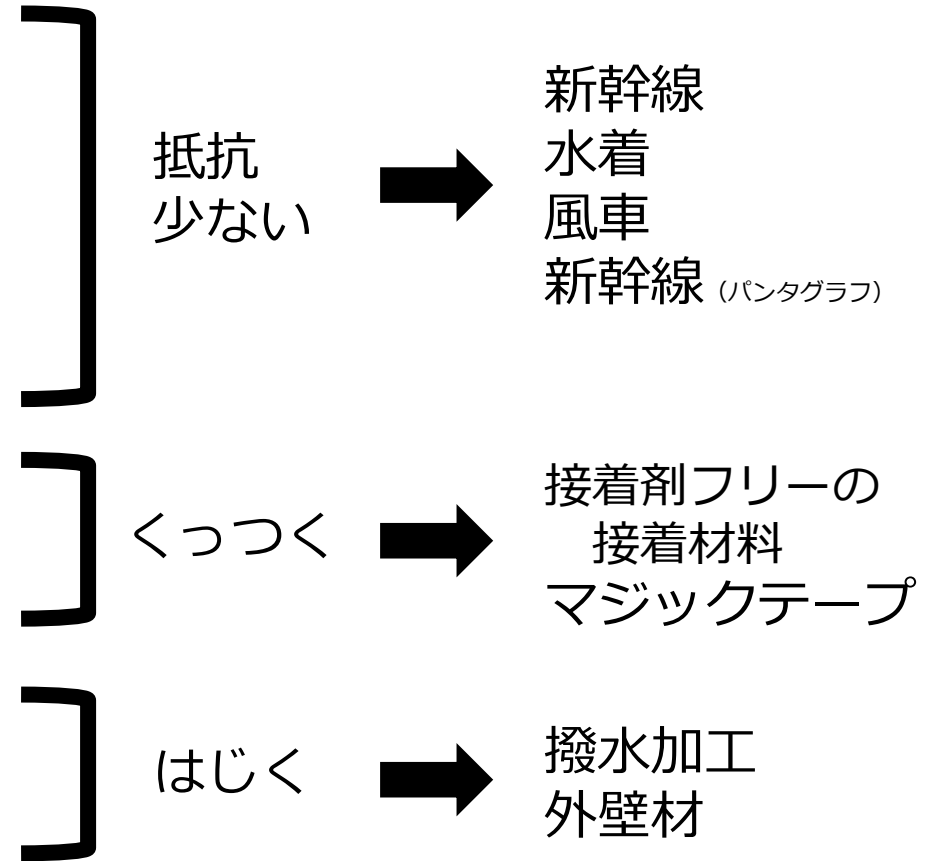 抵抗
少ない
新幹線
水着
風車
新幹線（パンタグラフ）
くっつく
接着剤フリーの
接着材料
マジックテープ
はじく
撥水加工
外壁材